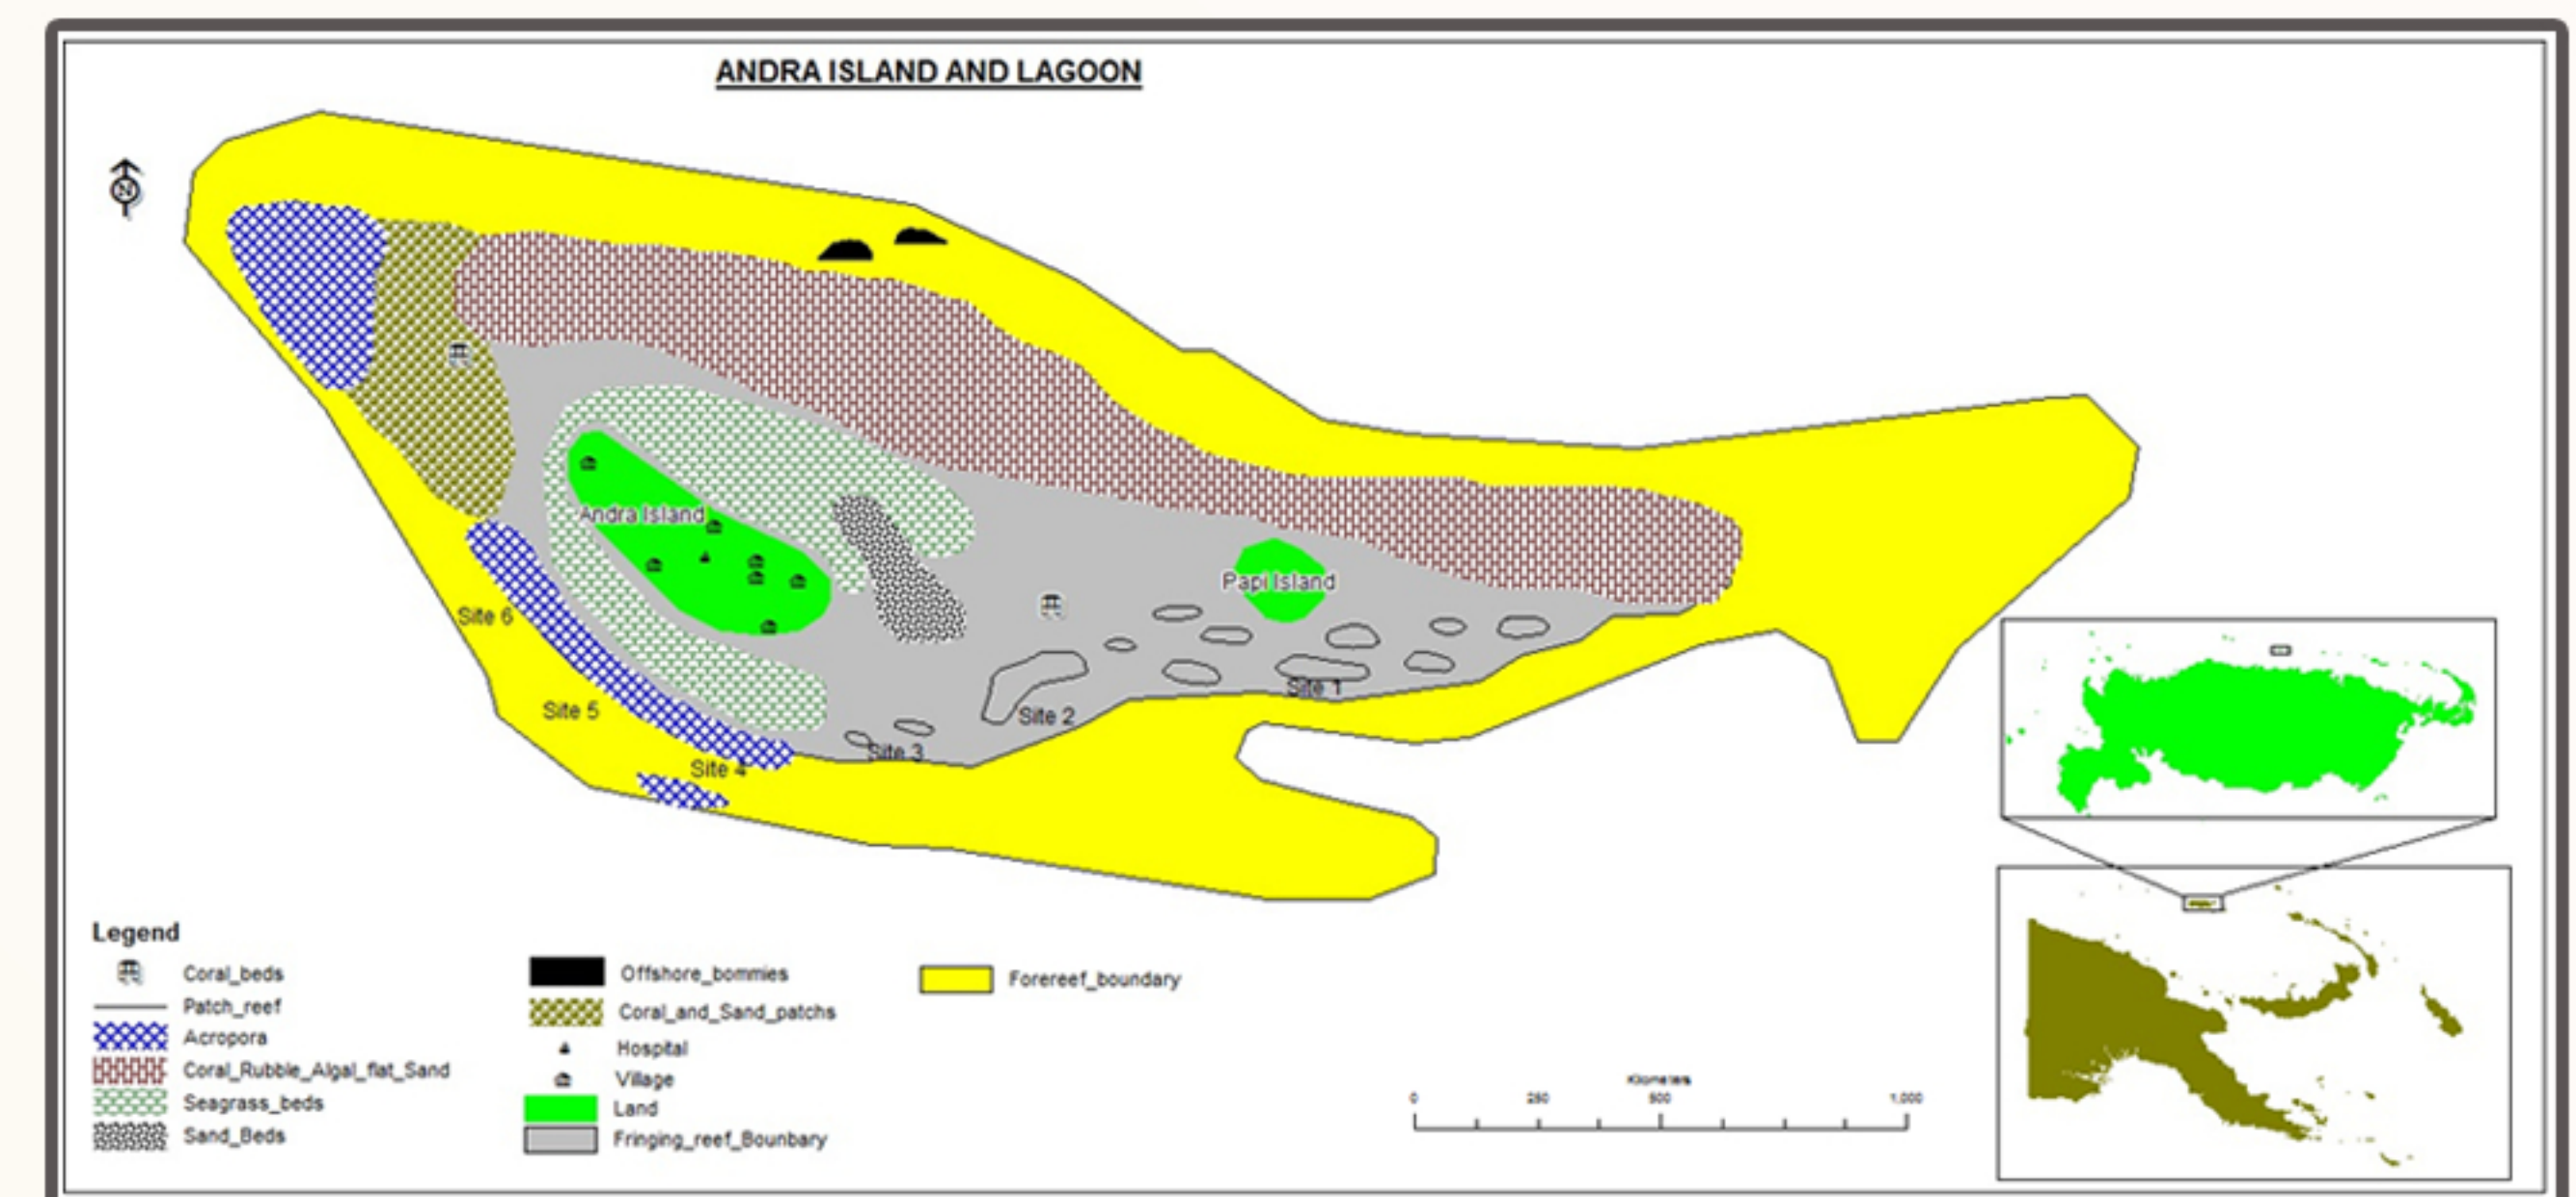 ANDRA ISLAND AND LAGOON
N
Andra Island
Papi Island
Site 6
Site 5
Site 4
Site 3
Site 2
Site 1
Legend
Coral_beds
Patch_reef
Acropora
Coral_Rubble_Algal_flat_Sand
Seagrass_beds
Sand_Beds
Offshore_bommies
Coral_and_Sand_patchs
Hospital
Village
Land
Fringing_reef_Bounbary
Forereef_boundary
Kilometers
0 250 500 1,000